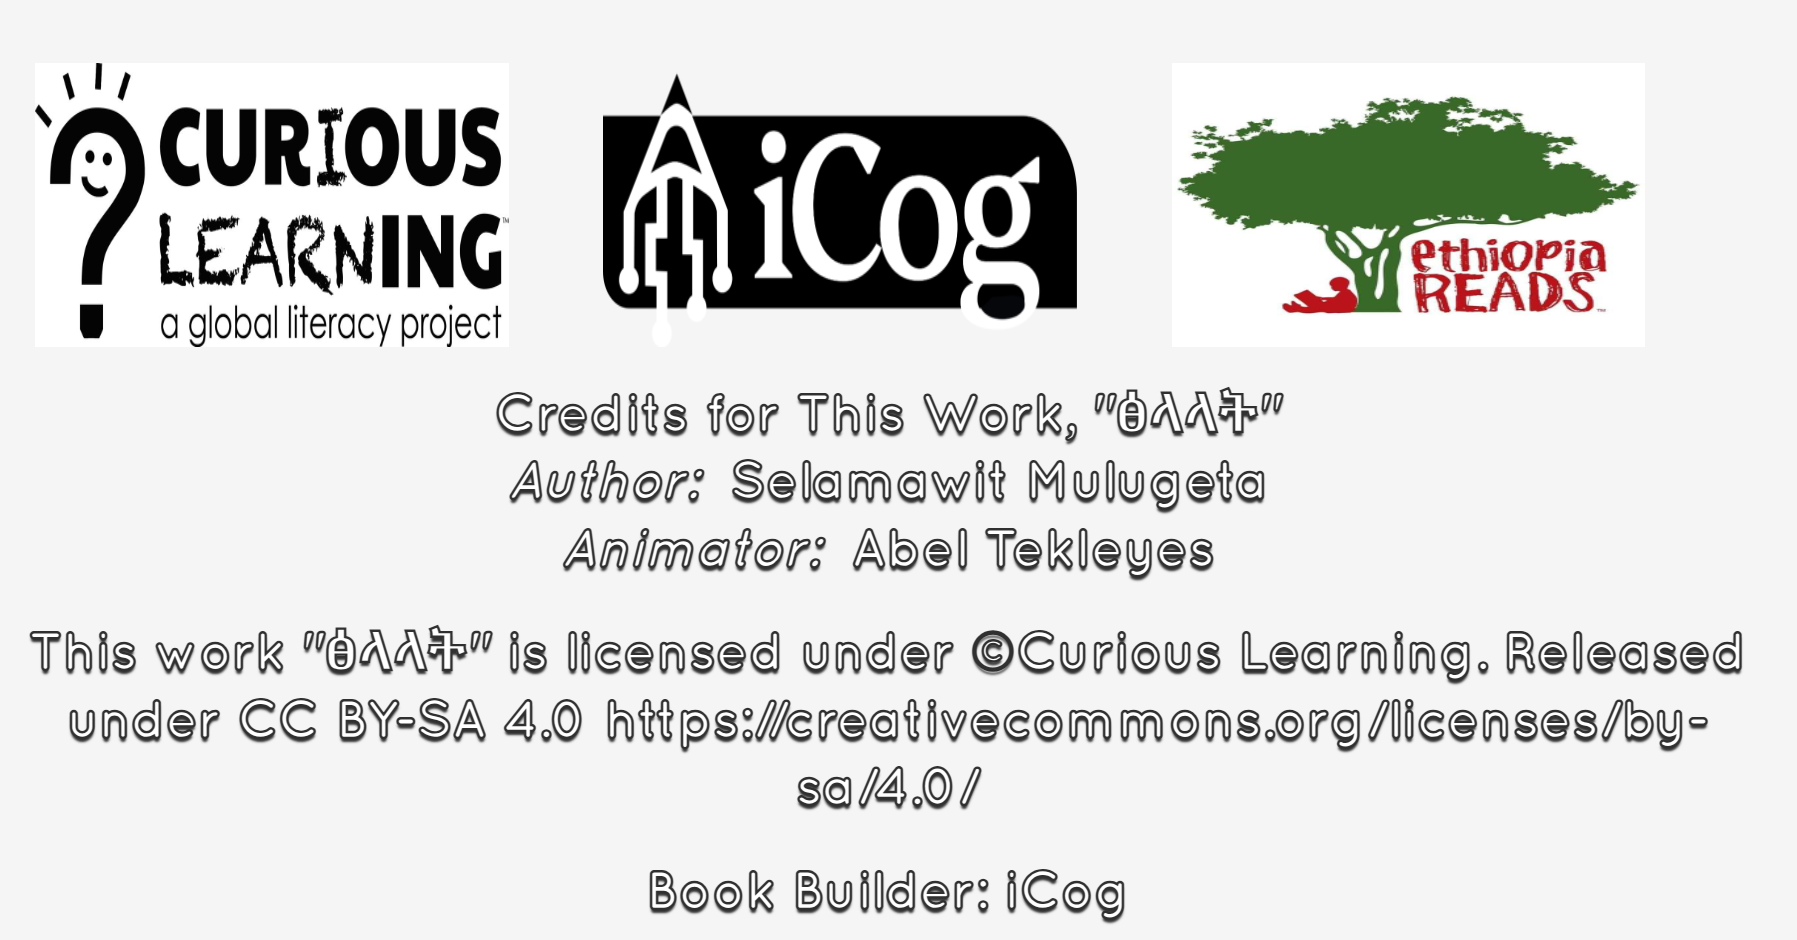 CURIOUS
LEARNING™
a global literacy project
iCog
ethiopia
READS™
Credits for This Work, "ፀላላት"
Author: Selamawit Mulugeta
Animator: Abel Tekleyes
This work "ፀላላት" is licensed under ©Curious Learning. Released
under CC BY-SA 4.0 https://creativecommons.org/licenses/by-
sa/4.0/
Book Builder: iCog